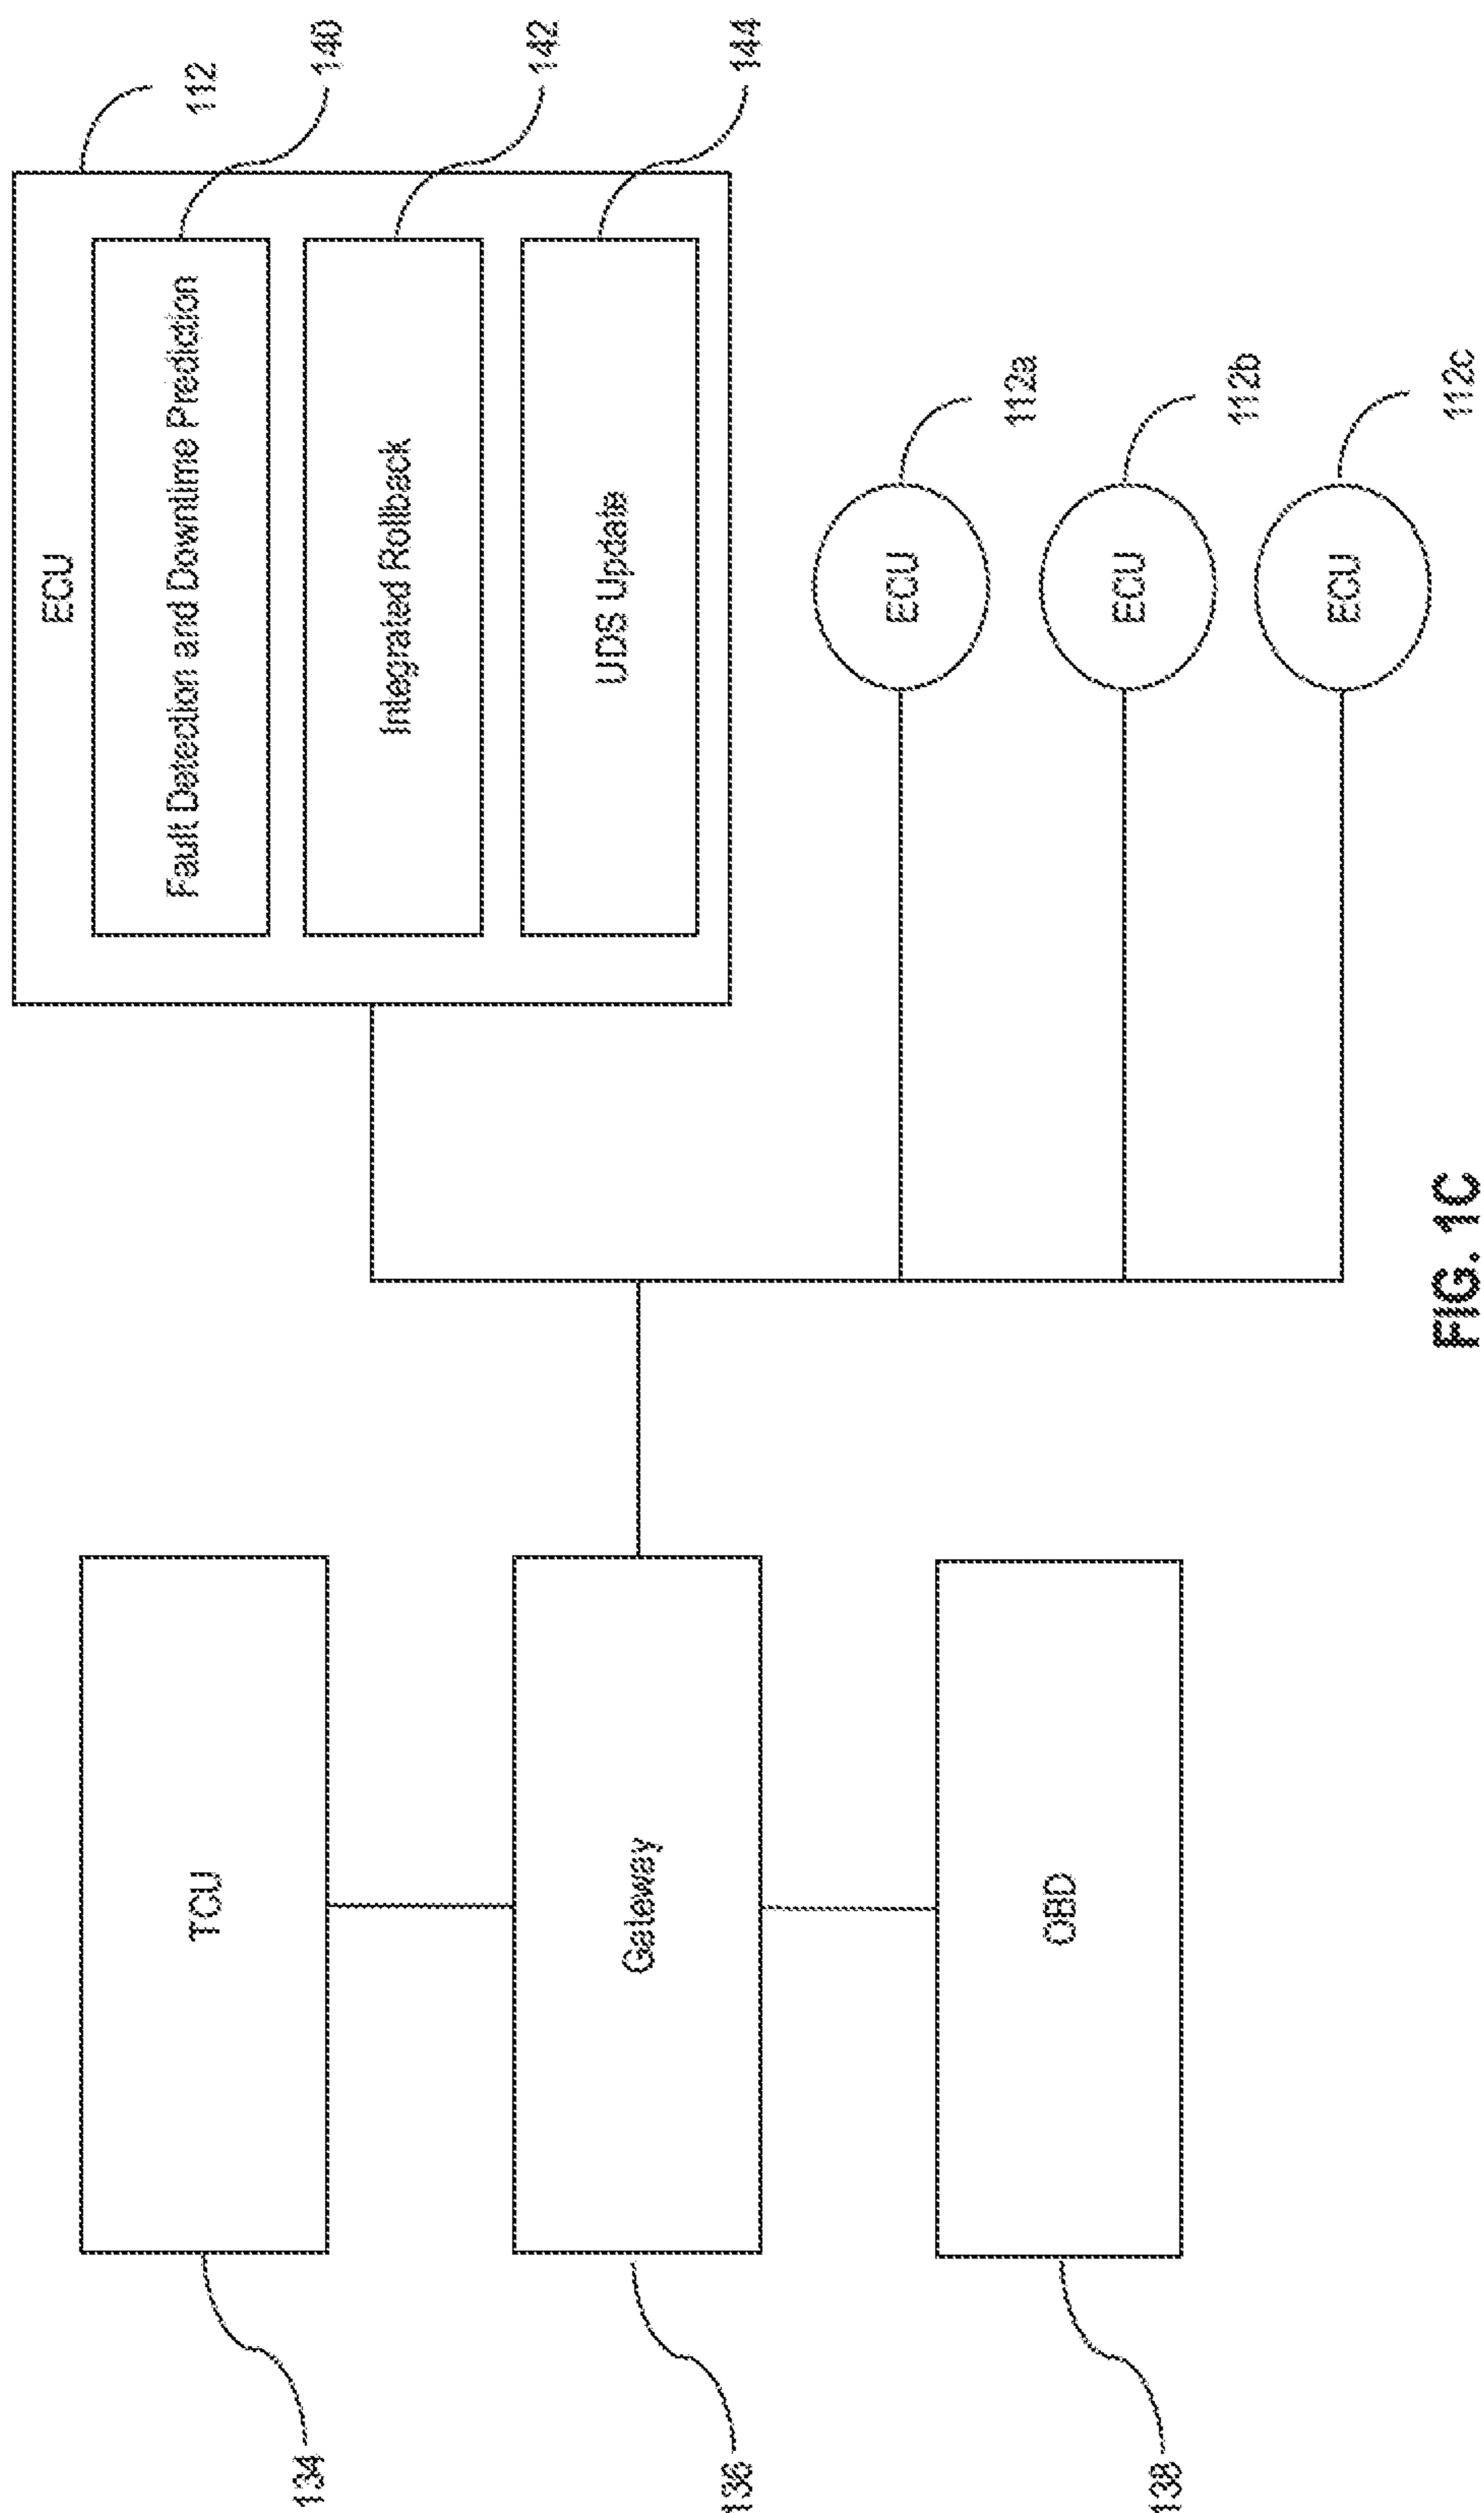 TCU
134
Gateway
136
OBD
138
ECU
112
Fault Detection and Downtime Prediction
140
Integrated Rollback
142
UDS Update
144
ECU
112a
ECU
112b
ECU
112c
FIG. 1C